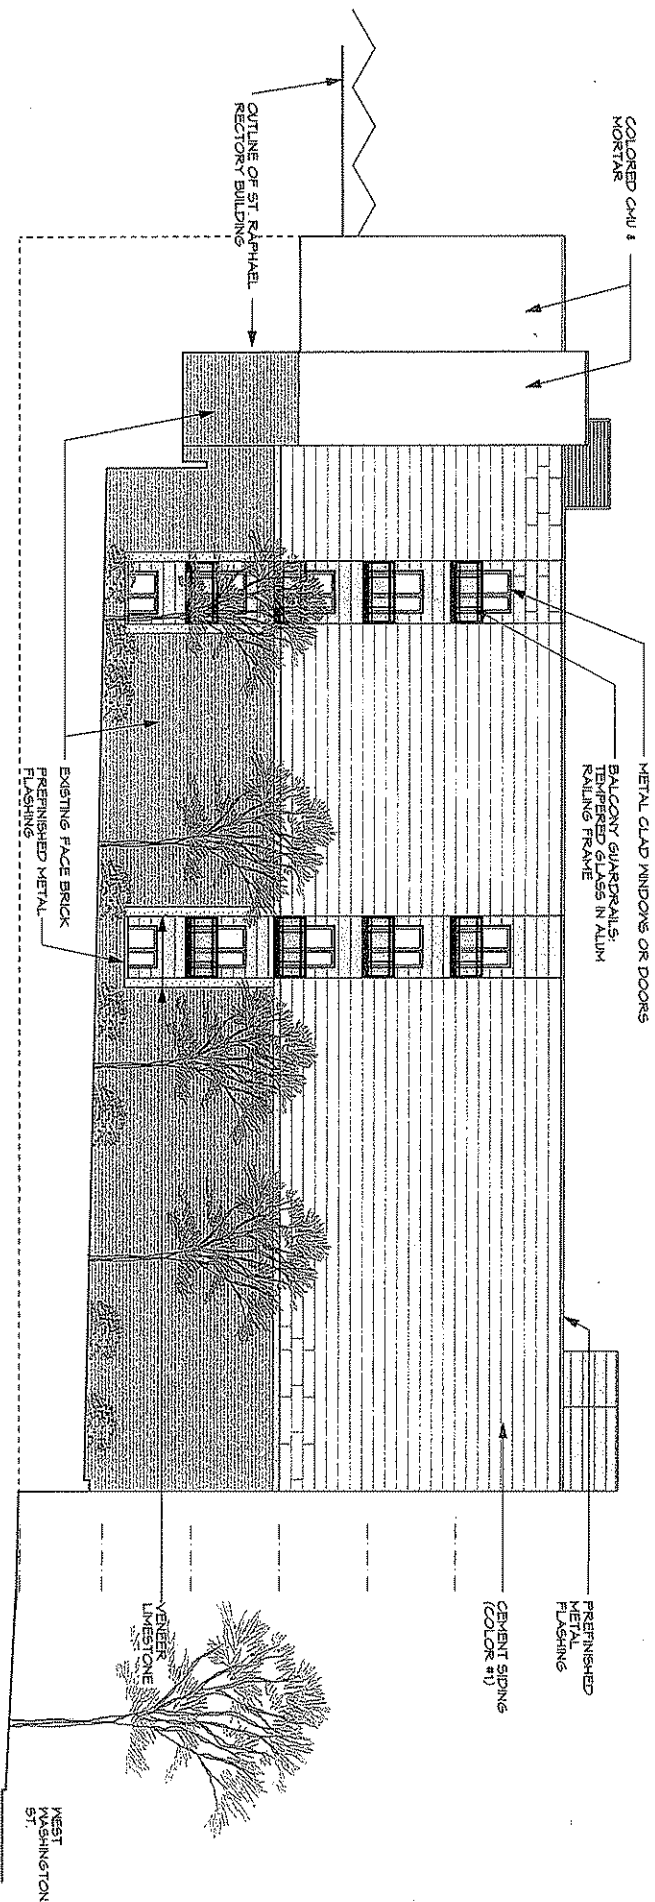 COLORED CMU &
MORTAR
OUTLINE OF ST. RAPHAEL
RECTORY BUILDING
METAL CLAD WINDOWS OR DOORS
BALCONY GUARDRAILS:
TEMPERED GLASS IN ALUM
RAILING FRAME
EXISTING FACE BRICK
PREFINISHED METAL
FLASHING
PREFINISHED
METAL
FLASHING
CEMENT SIDING
(COLOR #1)
VENEER
LIMESTONE
WEST
WASHINGTON
ST.